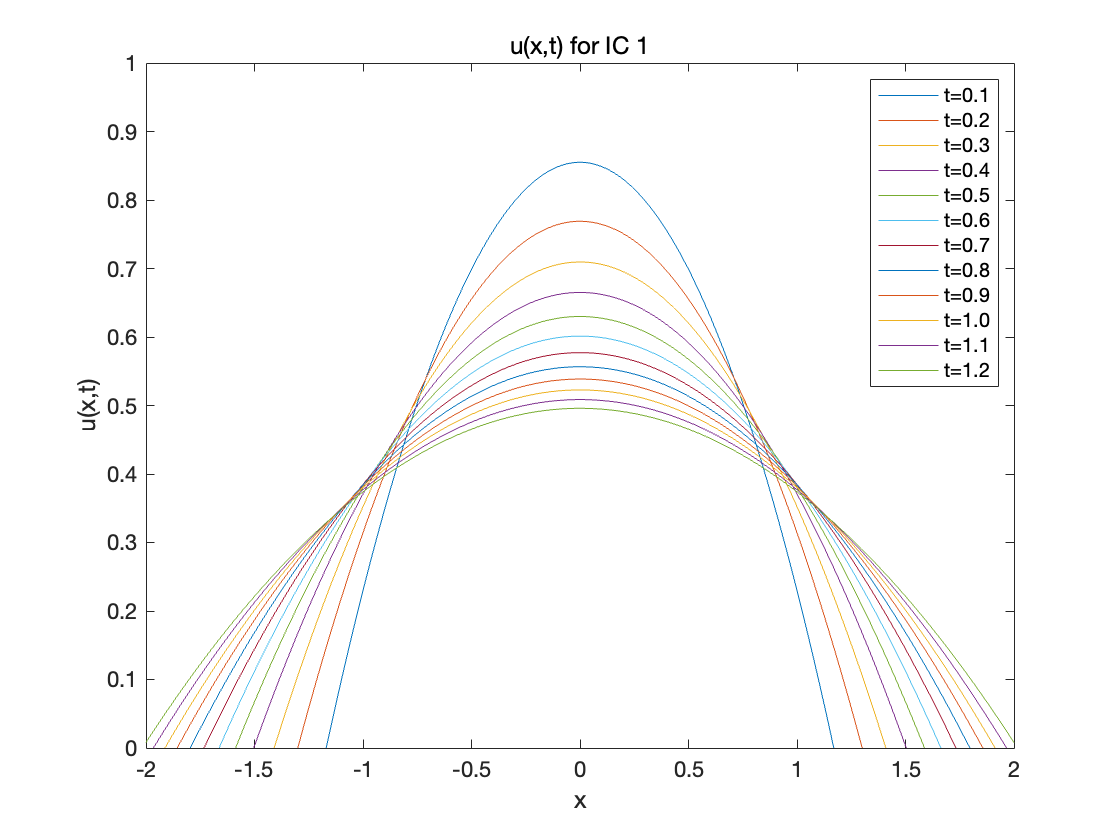 u(x,t) for IC 1
1
0.9
0.8
0.7
0.6
0.5
0.4
0.3
0.2
0.1
0
u(x,t)
-2 -1.5 -1 -0.5 0 0.5 1 1.5 2
x
t=0.1
t=0.2
t=0.3
t=0.4
t=0.5
t=0.6
t=0.7
t=0.8
t=0.9
t=1.0
t=1.1
t=1.2